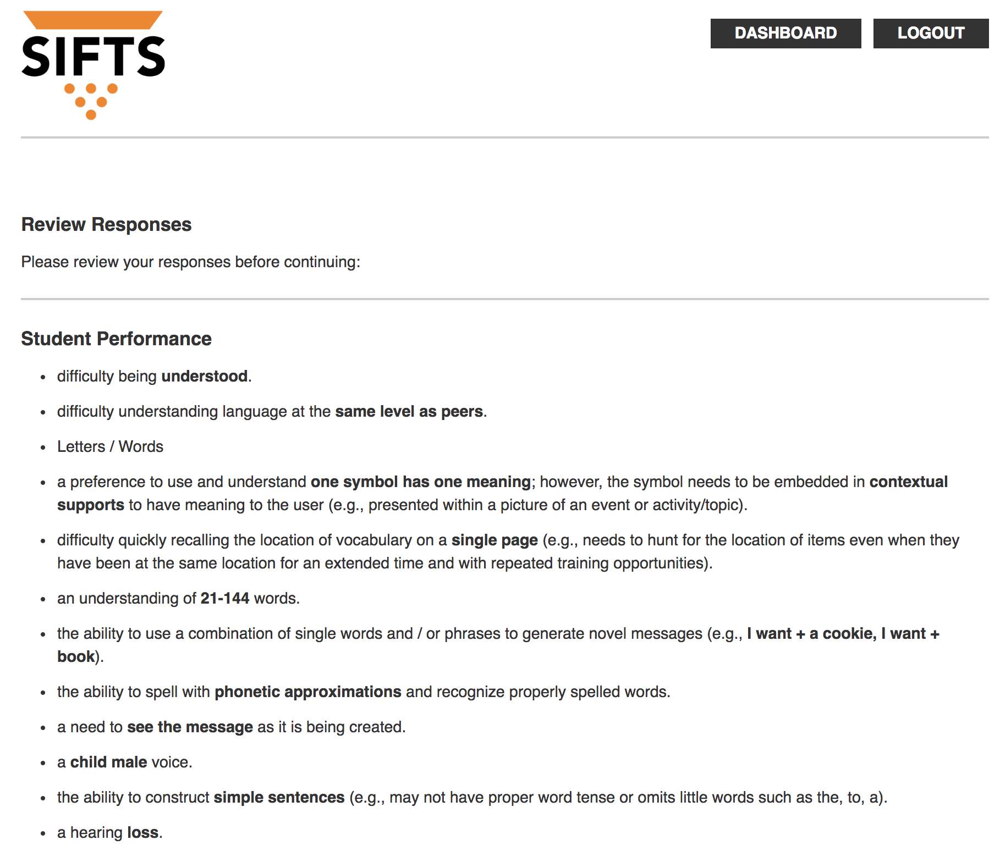 SIFTS
DASHBOARD
LOGOUT
Review Responses
Please review your responses before continuing:
Student Performance
• difficulty being understood.
• difficulty understanding language at the same level as peers.
• Letters / Words
• a preference to use and understand one symbol has one meaning; however, the symbol needs to be embedded in contextual
supports to have meaning to the user (e.g., presented within a picture of an event or activity/topic).
• difficulty quickly recalling the location of vocabulary on a single page (e.g., needs to hunt for the location of items even when they
have been at the same location for an extended time and with repeated training opportunities).
• an understanding of 21-144 words.
• the ability to use a combination of single words and / or phrases to generate novel messages (e.g., I want + a cookie, I want +
book).
• the ability to spell with phonetic approximations and recognize properly spelled words.
• a need to see the message as it is being created.
• a child male voice.
• the ability to construct simple sentences (e.g., may not have proper word tense or omits little words such as the, to, a).
• a hearing loss.